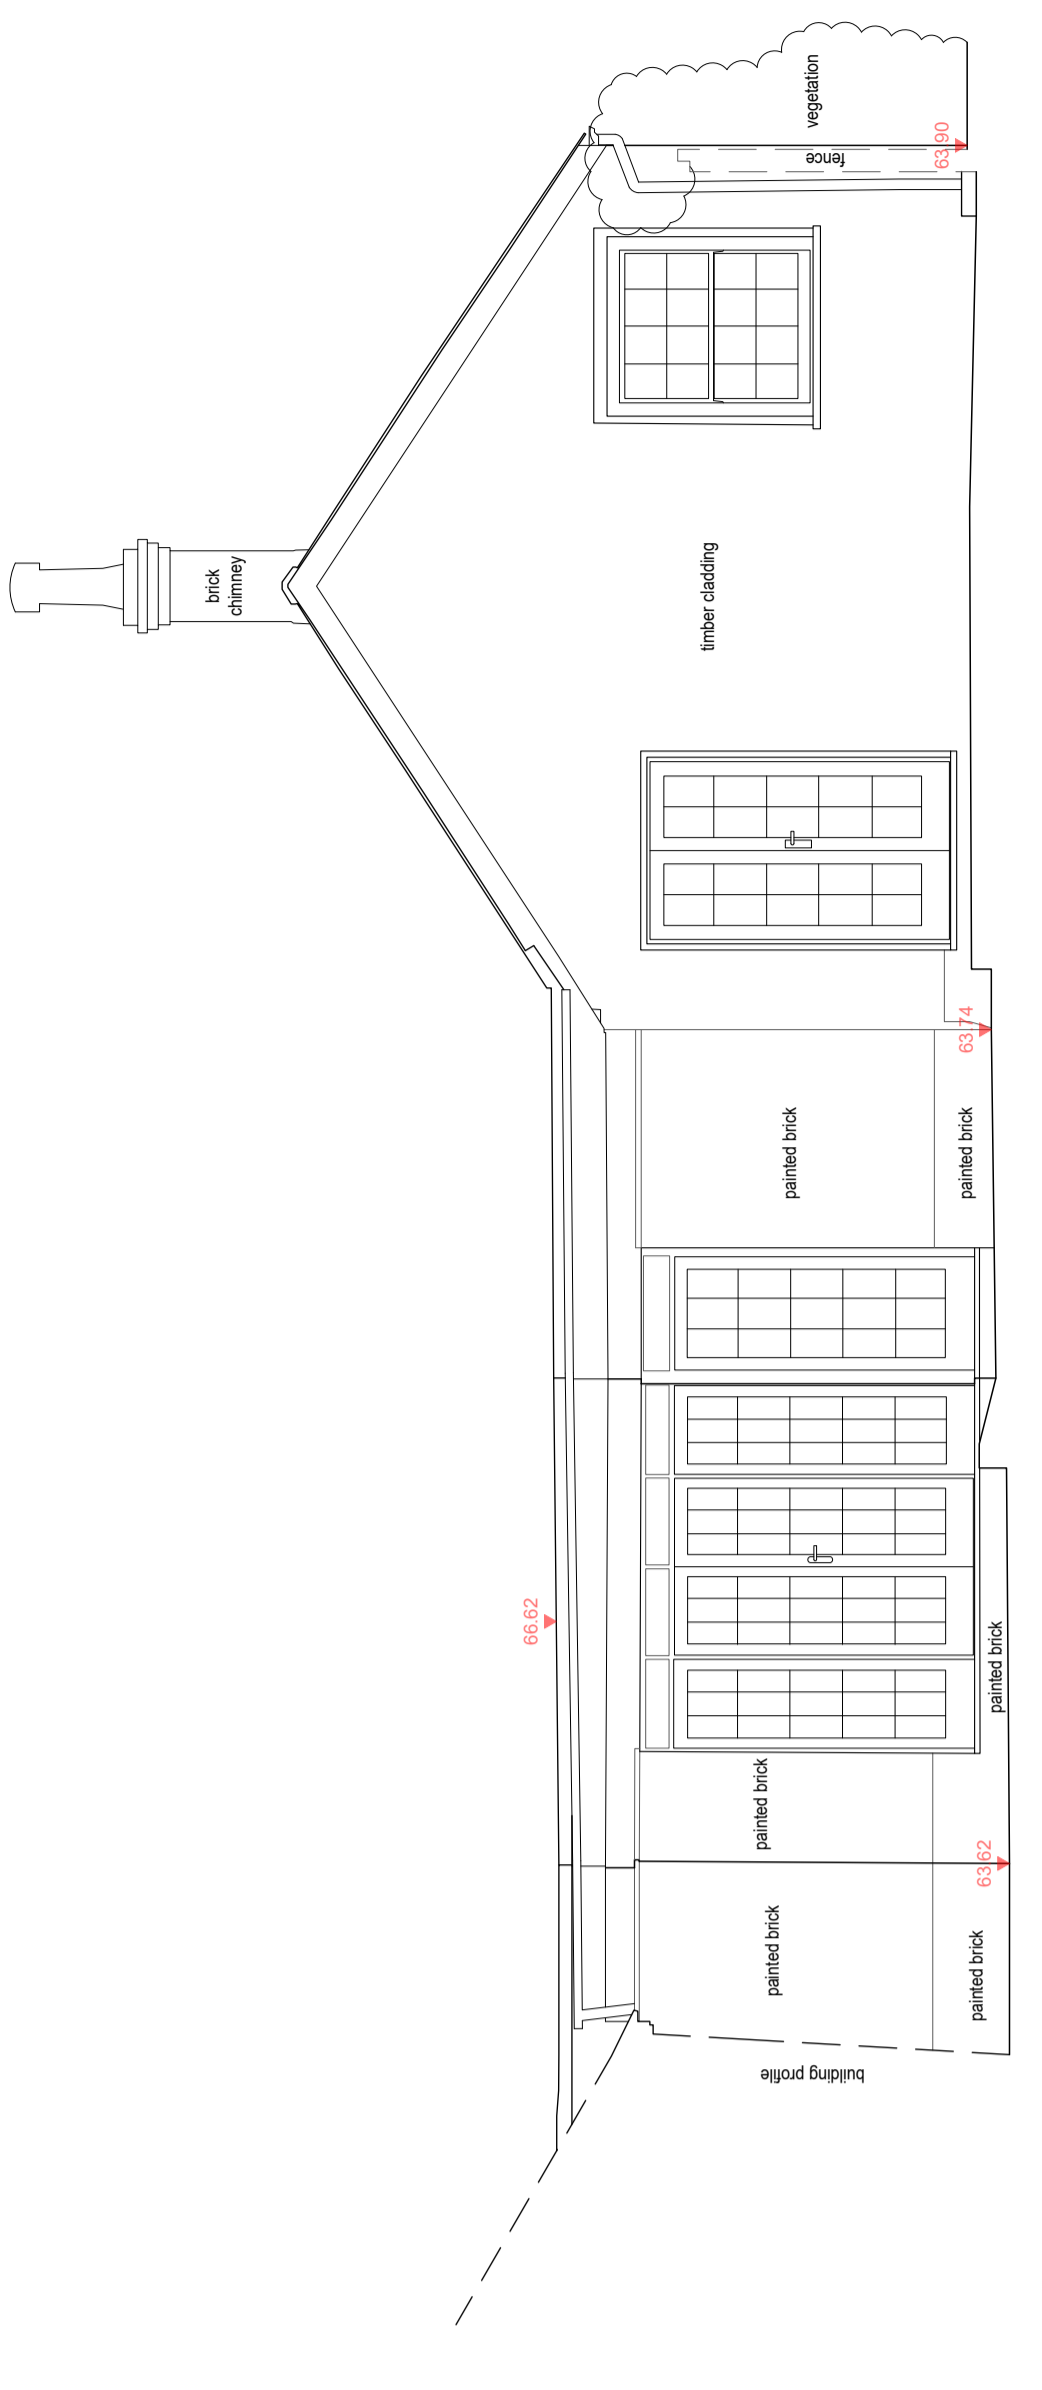 brick
chimney
vegetation
fence
63.90
timber cladding
63.74
painted brick
painted brick
66.62
painted brick
painted brick
63.62
painted brick
painted brick
building profile